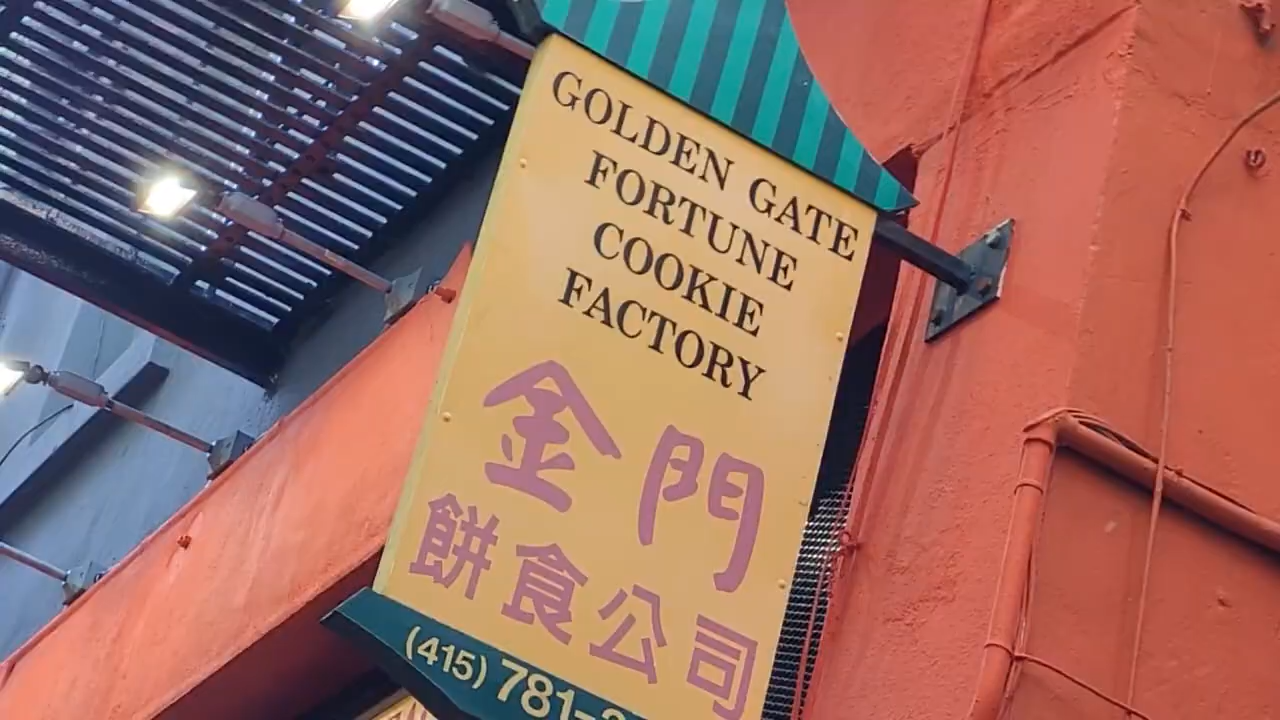 GOLDEN GATE
FORTUNE
COOKIE
FACTORY
金門
餅食公司
(415) 781-